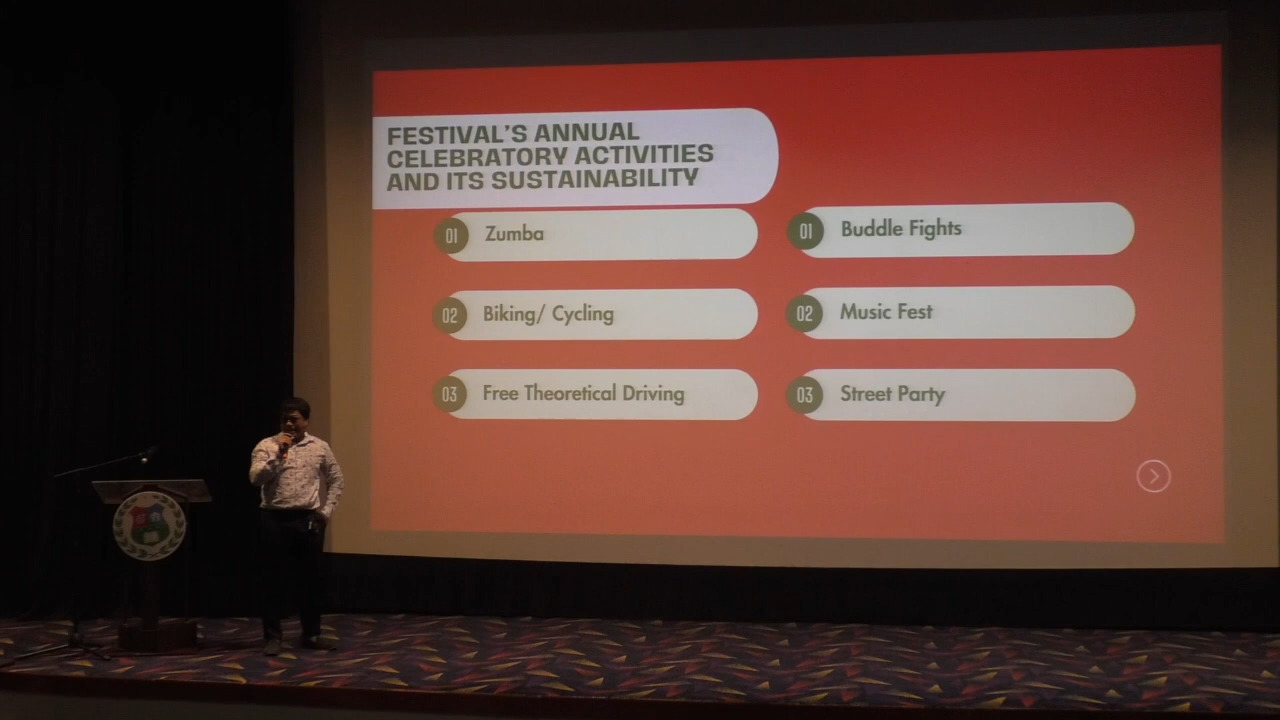 FESTIVAL'S ANNUAL
CELEBRATORY ACTIVITIES
AND ITS SUSTAINABILITY
01 Zumba
02 Biking/ Cycling
03 Free Theoretical Driving
01 Buddle Fights
02 Music Fest
03 Street Party